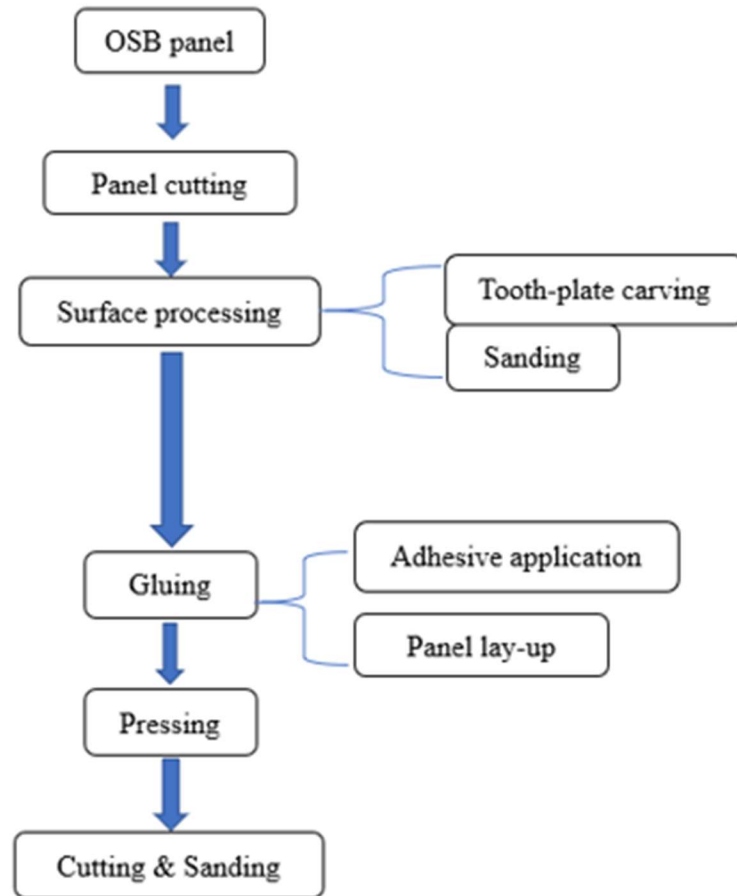 OSB panel
Panel cutting
Surface processing
Tooth-plate carving
Sanding
Gluing
Adhesive application
Panel lay-up
Pressing
Cutting & Sanding